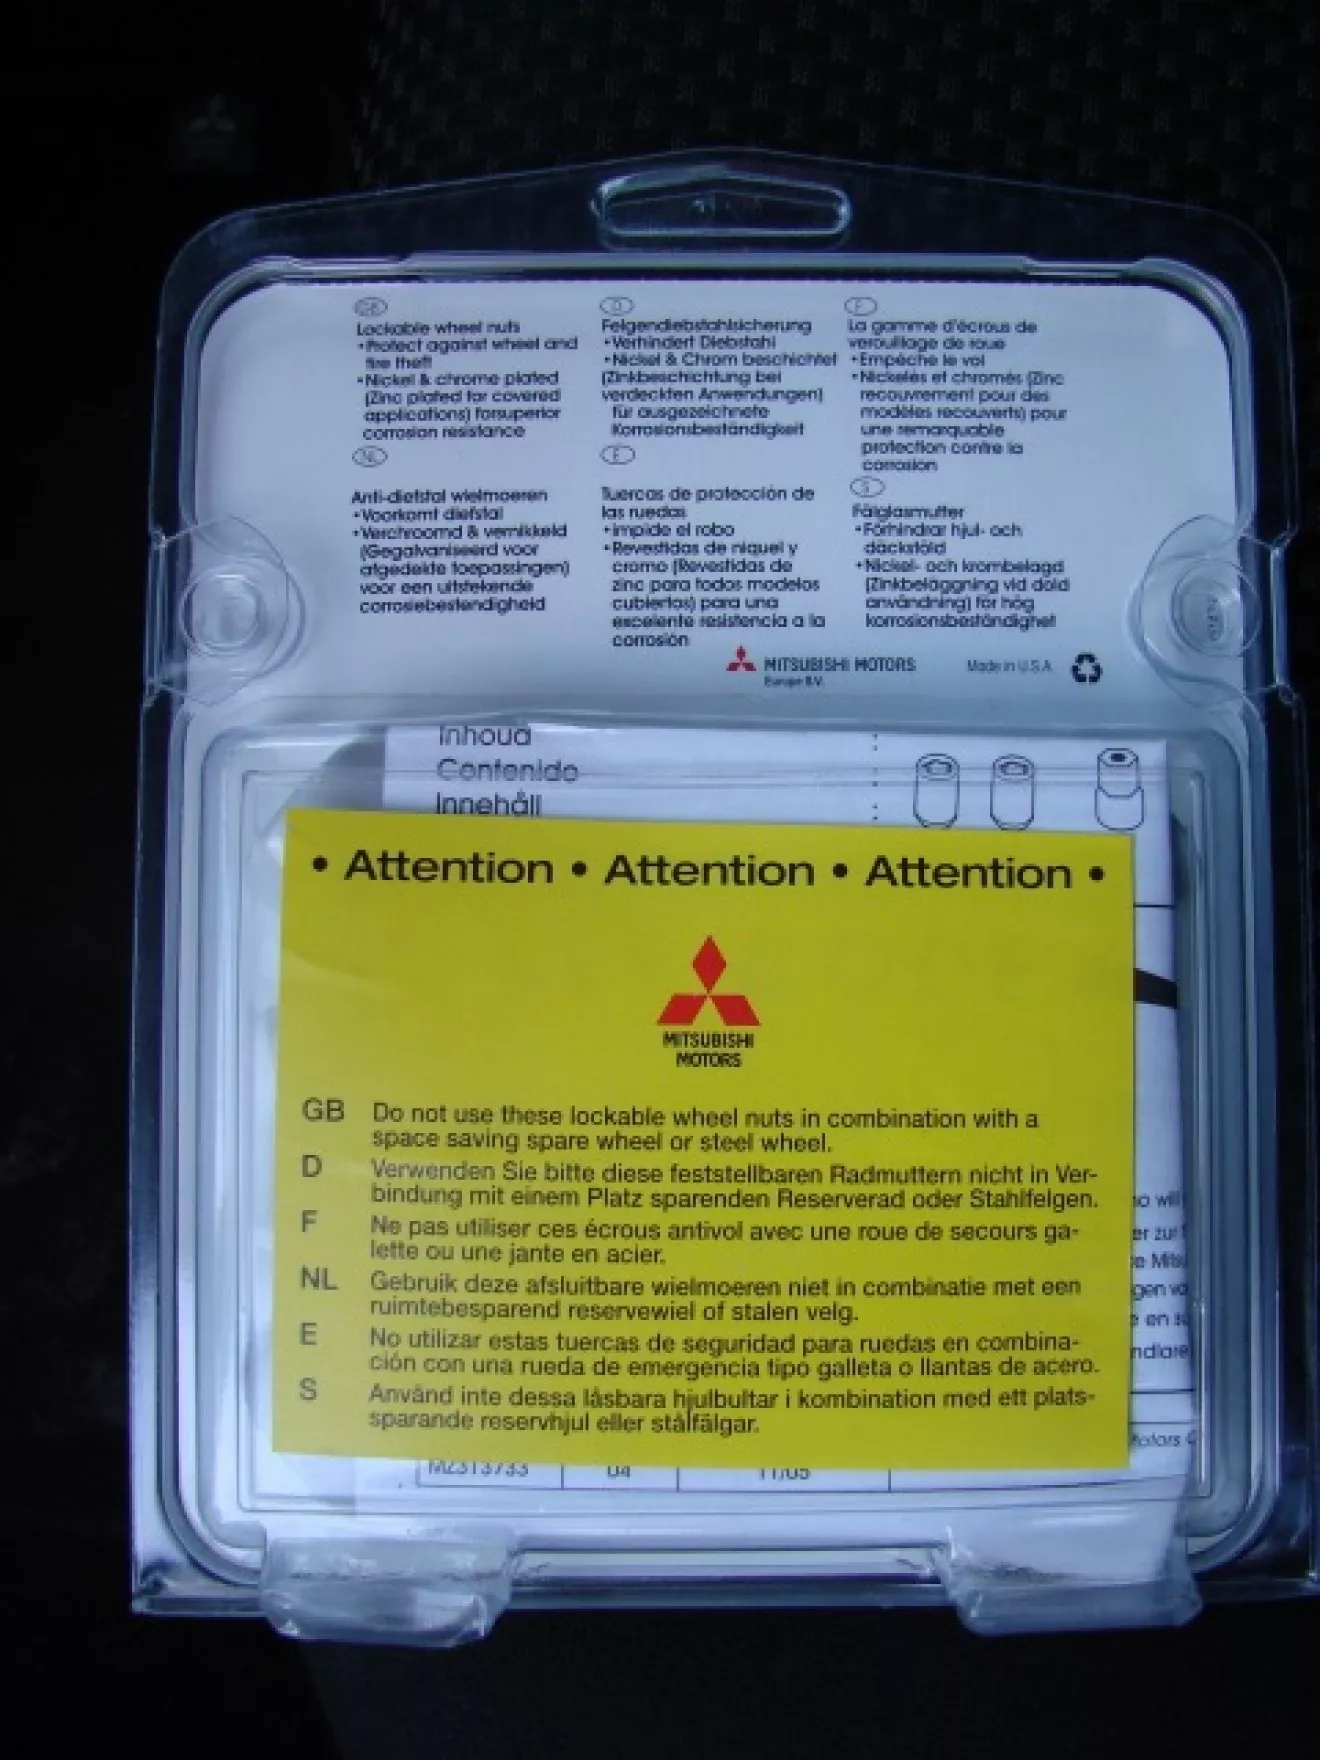 GB
Lockable wheel nuts
•Protect against wheel and
tire theft
•Nickel & chrome plated
(Zinc plated for covered
applications) forsuperior
corrosion resistance
D
Felgendiebstahlsicherung
•Verhindert Diebstahl
•Nickel & Chrom beschichtet
(Zinkbeschichtung bei
verdeckten Anwendungen)
für ausgezeichnete
Korrosionsbeständigkeit
F
La gamme d'écrous de
verouillage de roue
•Empêche le vol
•Nickelés et chromés (Zinc
recouvrement pour des
modèles recouverts) pour
une remarquable
protection contre la
corrosion
NL
Anti-diefstal wielmoeren
•Voorkomt diefstal
•Verchroomd & vernikkeld
(Gegalvaniseerd voor
afgedekte toepassingen)
voor een uitstekende
corrosiebestendigheid
E
Tuercas de protección de
las ruedas
•impide el robo
•Revestidas de níquel y
cromo (Revestidas de
zinc para todos modelos
cubiertos) para una
excelente resistencia a la
corrosión
S
Fälglåsmutter
•Förhindrar hjul- och
däckstöld
•Nickel- och krombelagd
(Zinkbeläggning vid dold
användning) för hög
korrosionsbeständighet
MITSUBISHI MOTORS
Europe B.V.
Made in U.S.A.
Inhoud
Contenido
Innehåll
• Attention • Attention • Attention •
MITSUBISHI
MOTORS
GB Do not use these lockable wheel nuts in combination with a
space saving spare wheel or steel wheel.
D Verwenden Sie bitte diese feststellbaren Radmuttern nicht in Ver-
bindung mit einem Platz sparenden Reserverad oder Stahlfelgen.
F Ne pas utiliser ces écrous antivol avec une roue de secours ga-
lette ou une jante en acier.
NL Gebruik deze afsluitbare wielmoeren niet in combinatie met een
ruimtebesparend reservewiel of stalen velg.
E No utilizar estas tuercas de seguridad para ruedas en combina-
ción con una rueda de emergencia tipo galleta o llantas de acero.
S Använd inte dessa låsbara hjulbultar i kombination med ett plats-
sparande reservhjul eller stålfälgar.
MZ313733 04 11/05